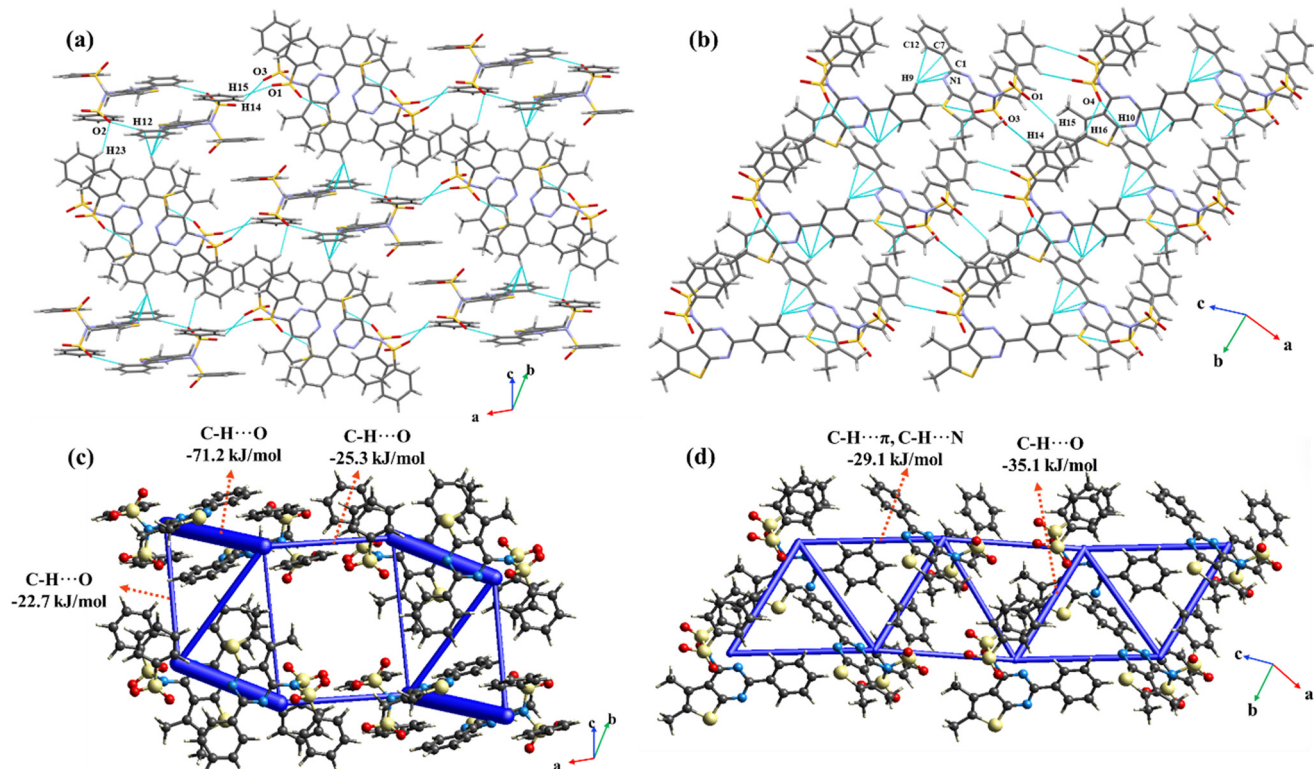 (a)
O3
H15
O1
H14
O2
H12
H23
c
b
a
(b)
C12
C7
C1
H9
N1
O1
O4
O3
H15
H10
H14
H16
c
b
a
C-H···O
-71.2 kJ/mol
(c)
C-H···O
-25.3 kJ/mol
C-H···O
-22.7 kJ/mol
c
b
a
C-H···π, C-H···N
-29.1 kJ/mol
(d)
C-H···O
-35.1 kJ/mol
c
b
a